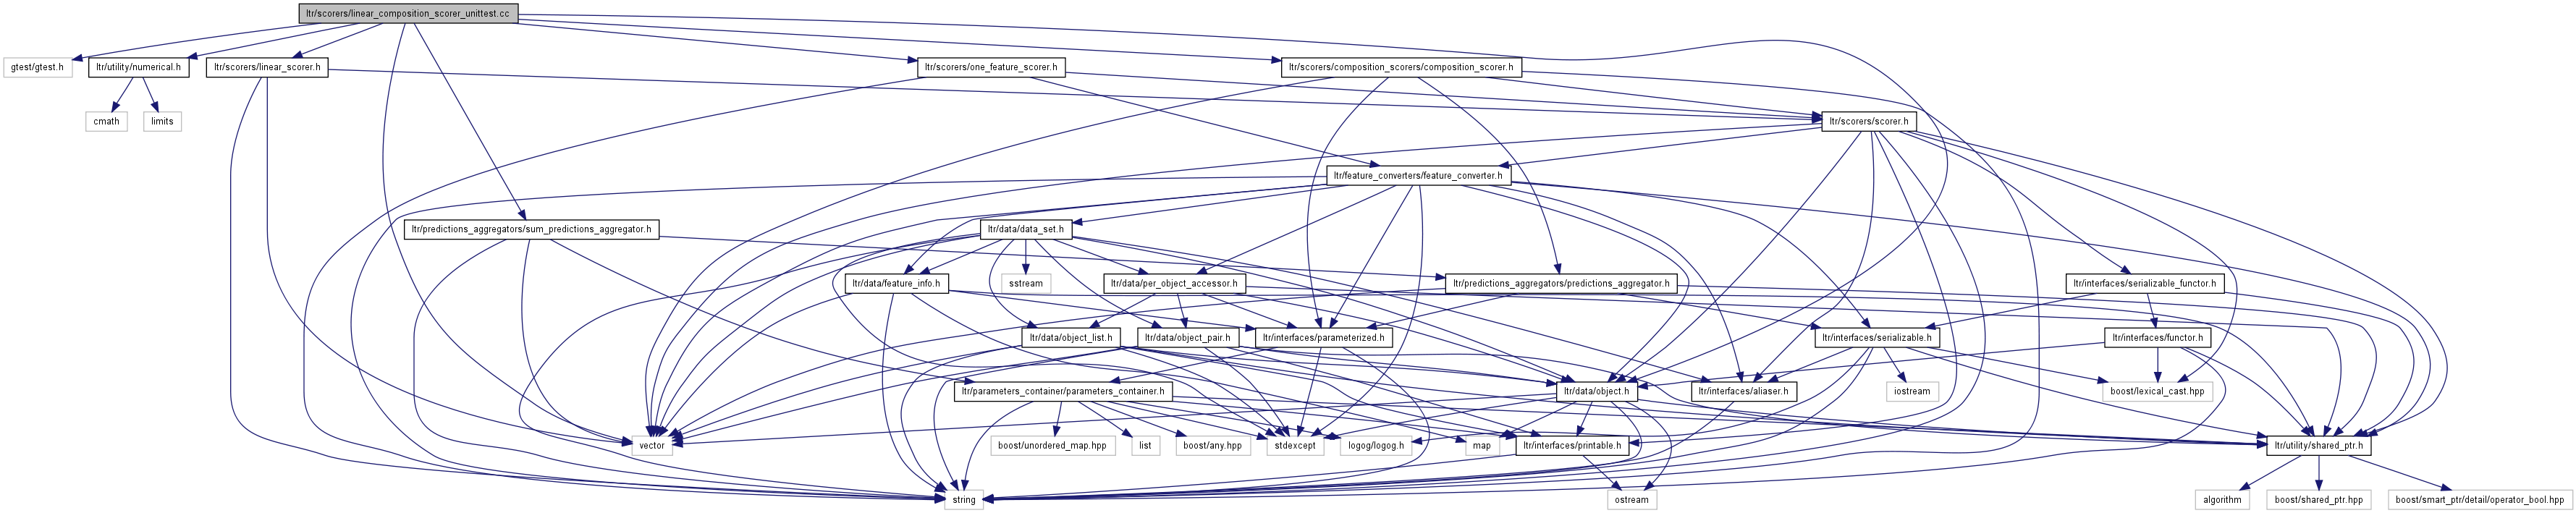 ltr/scorers/linear_composition_scorer_unittest.cc
gtest/gtest.h
ltr/utility/numerical.h
ltr/scorers/linear_scorer.h
ltr/scorers/one_feature_scorer.h
ltr/scorers/composition_scorers/composition_scorer.h
cmath
limits
ltr/scorers/scorer.h
ltr/feature_converters/feature_converter.h
ltr/predictions_aggregators/sum_predictions_aggregator.h
ltr/data/data_set.h
ltr/data/feature_info.h
sstream
ltr/data/per_object_accessor.h
ltr/predictions_aggregators/predictions_aggregator.h
ltr/interfaces/serializable_functor.h
ltr/data/object_list.h
ltr/data/object_pair.h
ltr/interfaces/parameterized.h
ltr/interfaces/serializable.h
ltr/interfaces/functor.h
ltr/parameters_container/parameters_container.h
ltr/data/object.h
ltr/interfaces/aliaser.h
iostream
boost/lexical_cast.hpp
vector
boost/unordered_map.hpp
list
boost/any.hpp
stdexcept
logog/logog.h
map
ltr/interfaces/printable.h
ltr/utility/shared_ptr.h
string
ostream
algorithm
boost/shared_ptr.hpp
boost/smart_ptr/detail/operator_bool.hpp